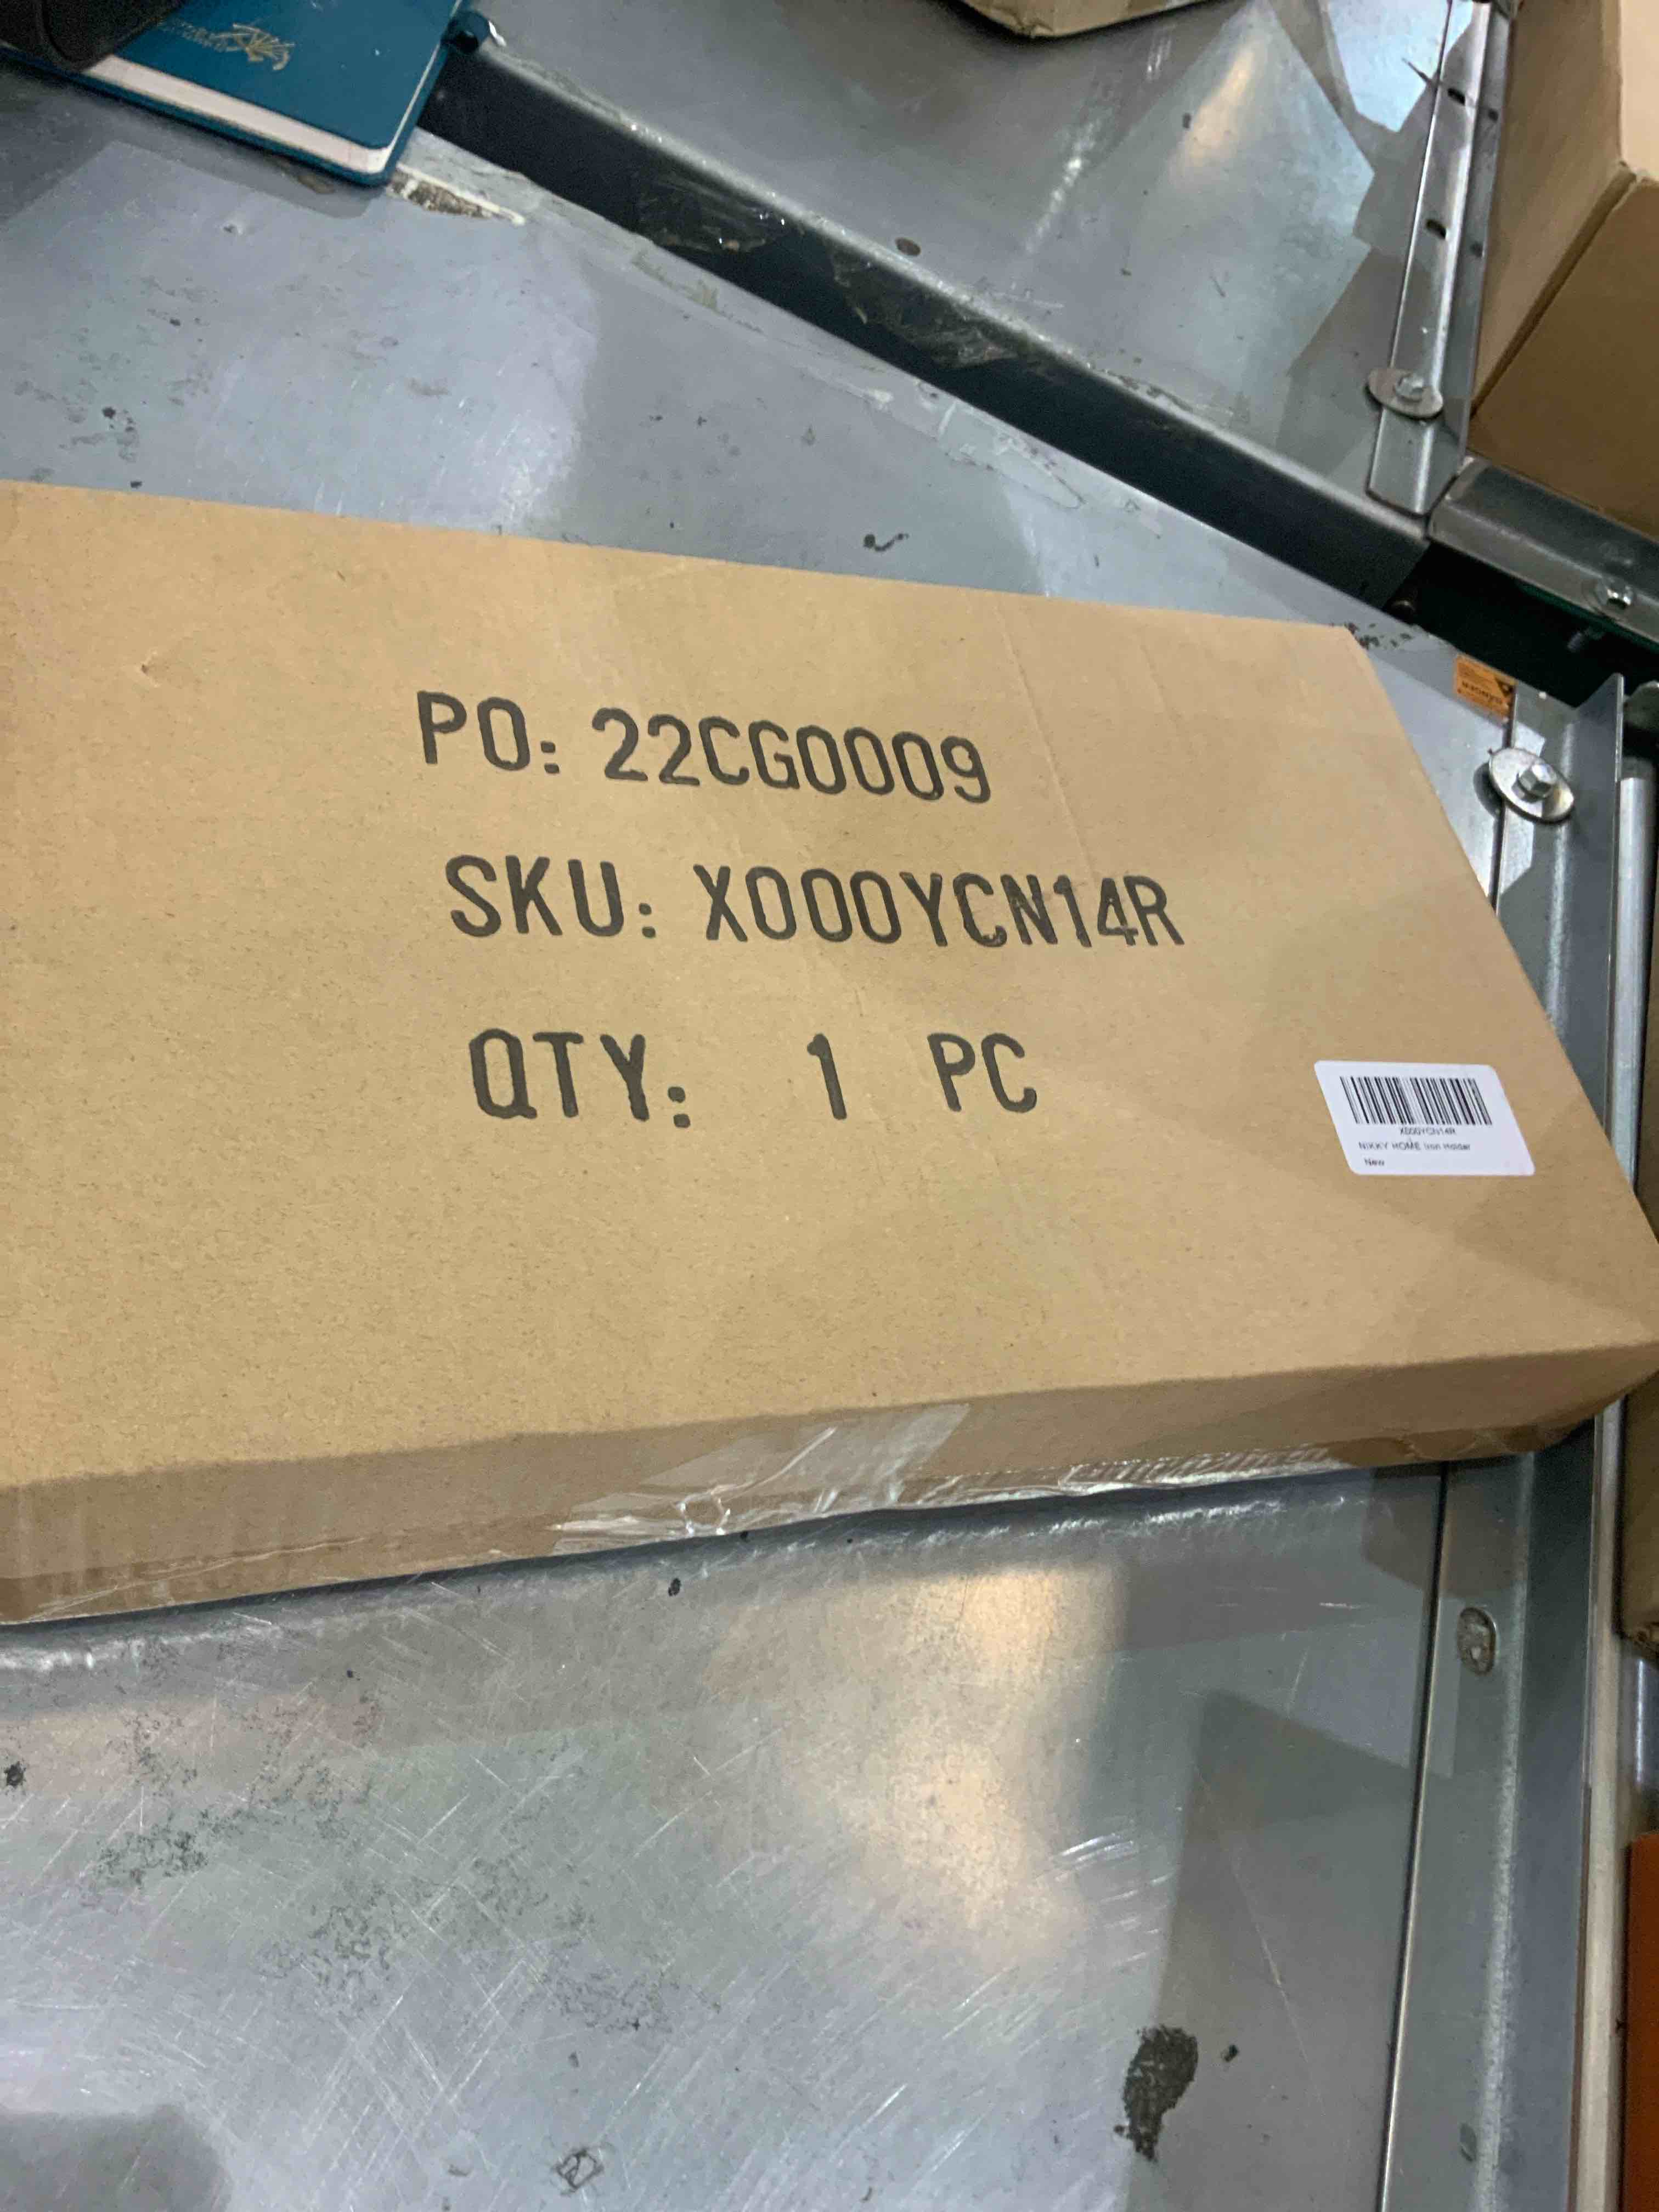 PO: 22CG0009
SKU: X000YCN14R
QTY: 1 PC
X000YCN14R
NIKKY HOME Iron Holder
New